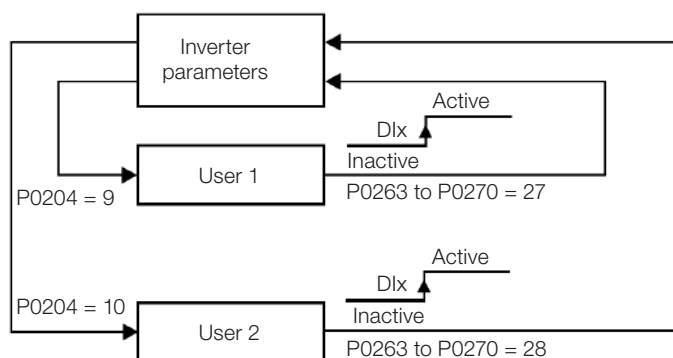 Inverter
parameters
Active
DIx
Inactive
User 1
P0204 = 9
P0263 to P0270 = 27
Active
DIx
Inactive
P0204 = 10
User 2
P0263 to P0270 = 28